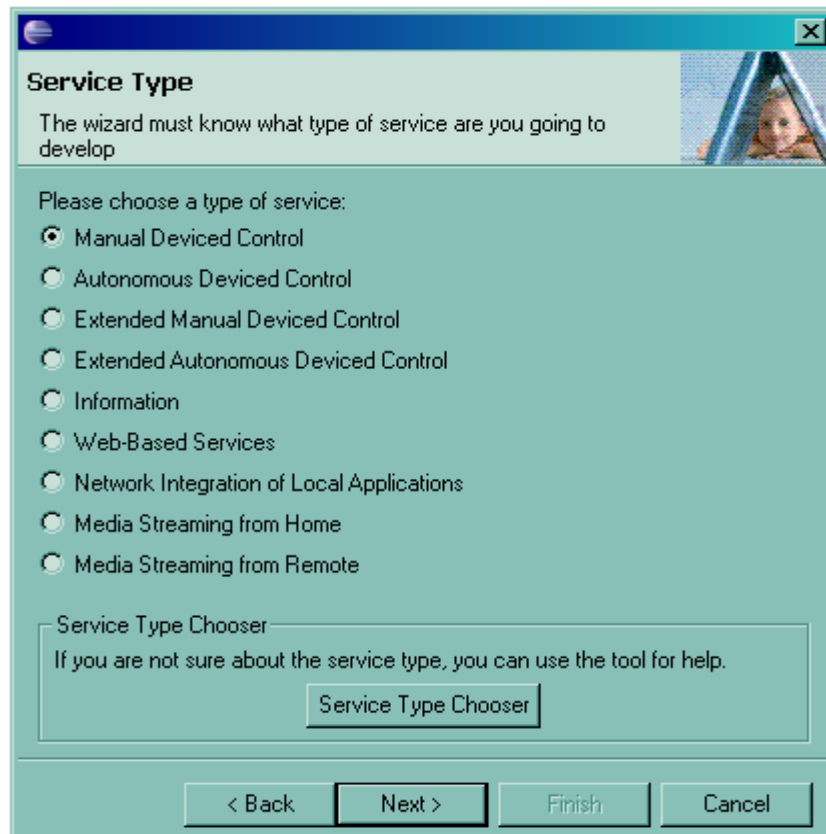 Service Type
The wizard must know what type of service are you going to
develop
Please choose a type of service:
Manual Deviced Control
Autonomous Deviced Control
Extended Manual Deviced Control
Extended Autonomous Deviced Control
Information
Web-Based Services
Network Integration of Local Applications
Media Streaming from Home
Media Streaming from Remote
Service Type Chooser
If you are not sure about the service type, you can use the tool for help.
Service Type Chooser
< Back Next > Finish Cancel